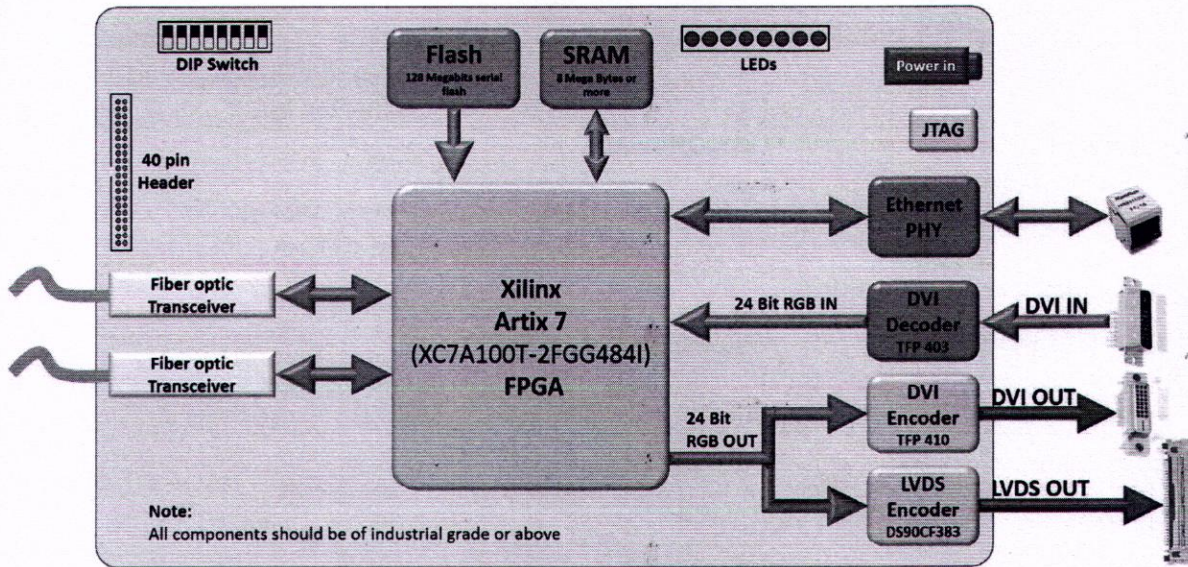 DIP Switch
Flash
128 Megabits serial
flash
SRAM
8 Mega Bytes or
more
LEDs
Power in
JTAG
40 pin
Header
Ethernet
PHY
Fiber optic
Transceiver
Xilinx
Artix 7
(XC7A100T-2FGG484I)
FPGA
24 Bit RGB IN
DVI
Decoder
TFP 403
DVI IN
Fiber optic
Transceiver
24 Bit
RGB OUT
DVI
Encoder
TFP 410
DVI OUT
LVDS
Encoder
DS90CF383
LVDS OUT
Note:
All components should be of industrial grade or above